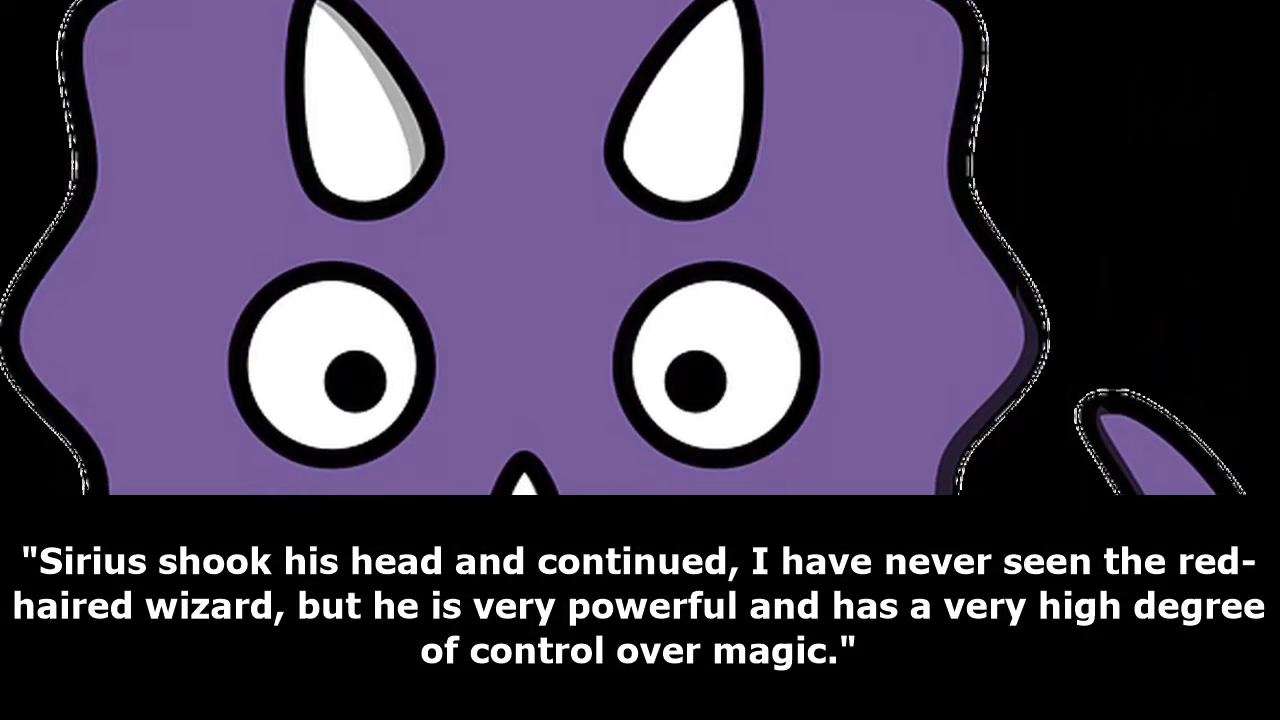 "Sirius shook his head and continued, I have never seen the red-
haired wizard, but he is very powerful and has a very high degree
of control over magic."